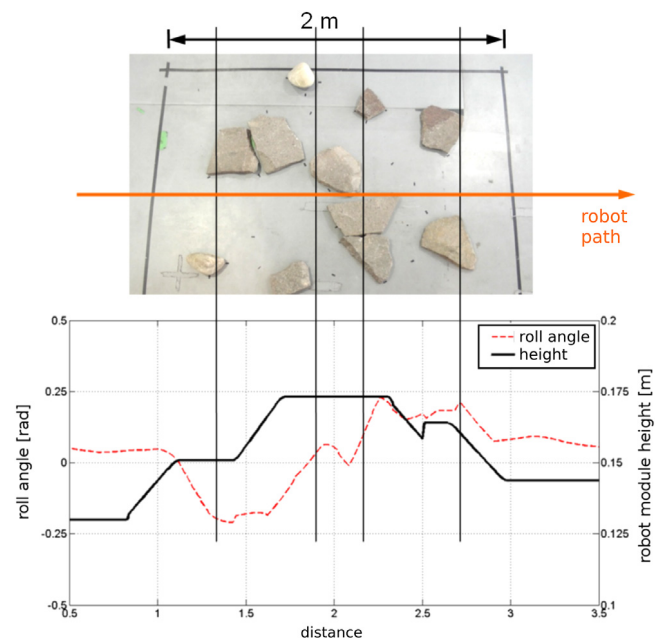 2 m
robot
path
0.5
0.25
0
-0.25
-0.5
roll angle [rad]
roll angle
height
0.2
0.175
0.15
0.125
0.1
robot module height [m]
0.5
1
1.5
2
2.5
3
3.5
distance